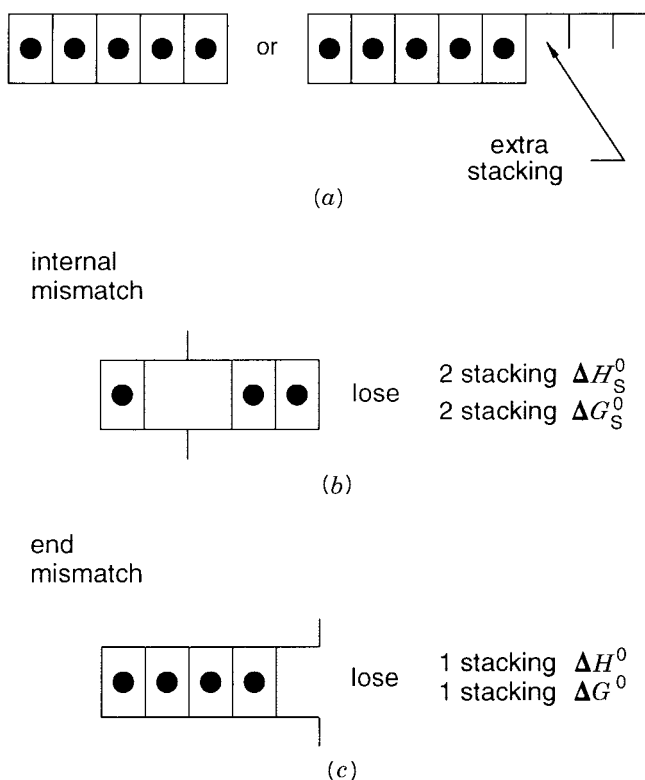 or
extra
stacking
(a)
internal
mismatch
lose 2 stacking ΔH⁰S
2 stacking ΔG⁰S
(b)
end
mismatch
lose 1 stacking ΔH⁰
1 stacking ΔG⁰
(c)